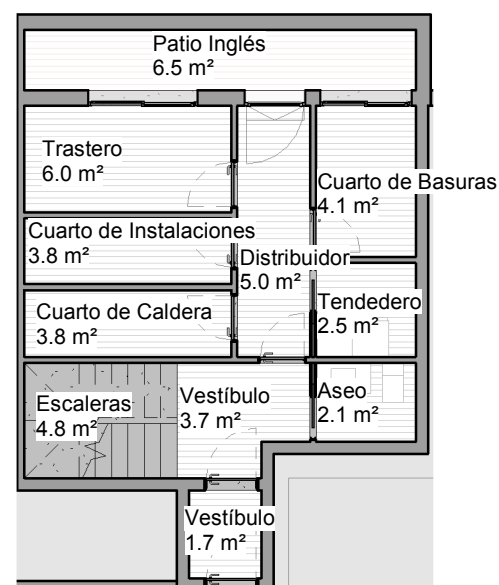 Patio Inglés
6.5 m²
Trastero
6.0 m²
Cuarto de Basuras
4.1 m²
Cuarto de Instalaciones
3.8 m²
Distribuidor
5.0 m²
Tendedero
2.5 m²
Cuarto de Caldera
3.8 m²
Escaleras
4.8 m²
Vestíbulo
3.7 m²
Aseo
2.1 m²
Vestíbulo
1.7 m²